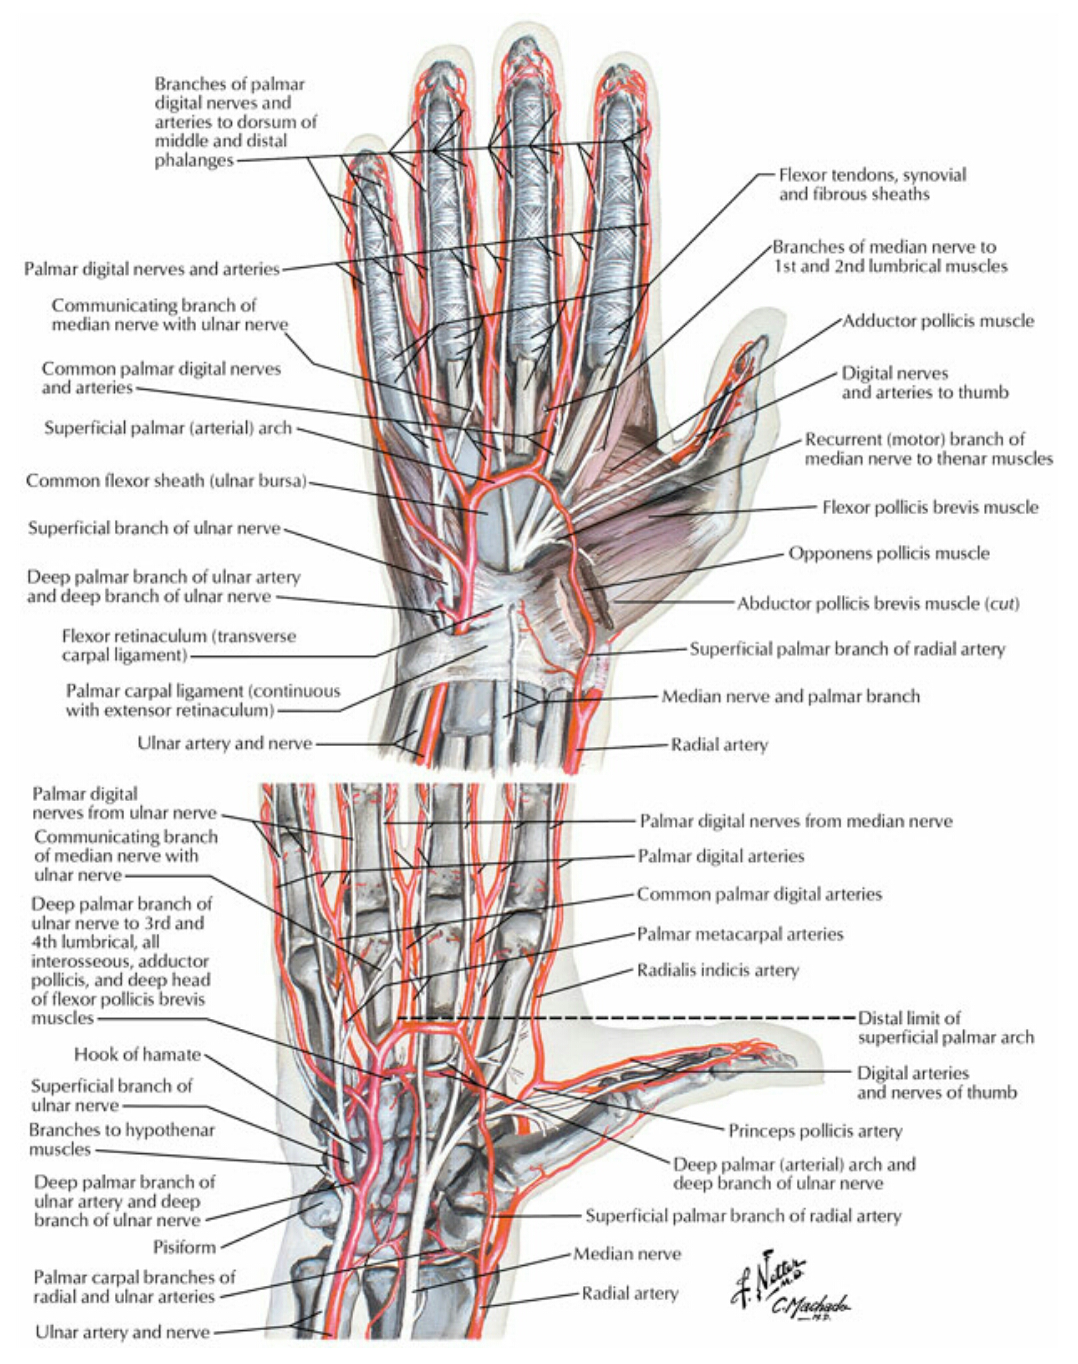 Branches of palmar
digital nerves and
arteries to dorsum of
middle and distal
phalanges
Palmar digital nerves and arteries
Communicating branch of
median nerve with ulnar nerve
Common palmar digital nerves
and arteries
Superficial palmar (arterial) arch
Common flexor sheath (ulnar bursa)
Superficial branch of ulnar nerve
Deep palmar branch of ulnar artery
and deep branch of ulnar nerve
Flexor retinaculum (transverse
carpal ligament)
Palmar carpal ligament (continuous
with extensor retinaculum)
Ulnar artery and nerve
Flexor tendons, synovial
and fibrous sheaths
Branches of median nerve to
1st and 2nd lumbrical muscles
Adductor pollicis muscle
Digital nerves
and arteries to thumb
Recurrent (motor) branch of
median nerve to thenar muscles
Flexor pollicis brevis muscle
Opponens pollicis muscle
Abductor pollicis brevis muscle (cut)
Superficial palmar branch of radial artery
Median nerve and palmar branch
Radial artery
Palmar digital
nerves from ulnar nerve
Communicating branch
of median nerve with
ulnar nerve
Deep palmar branch of
ulnar nerve to 3rd and
4th lumbrical, all
interosseous, adductor
pollicis, and deep head
of flexor pollicis brevis
muscles
Hook of hamate
Superficial branch of
ulnar nerve
Branches to hypothenar
muscles
Deep palmar branch of
ulnar artery and deep
branch of ulnar nerve
Pisiform
Palmar carpal branches of
radial and ulnar arteries
Ulnar artery and nerve
Palmar digital nerves from median nerve
Palmar digital arteries
Common palmar digital arteries
Palmar metacarpal arteries
Radialis indicis artery
Distal limit of
superficial palmar arch
Digital arteries
and nerves of thumb
Princeps pollicis artery
Deep palmar (arterial) arch and
deep branch of ulnar nerve
Superficial palmar branch of radial artery
Median nerve
Radial artery
F. Netter
M.D.
C. Machado
M.D.